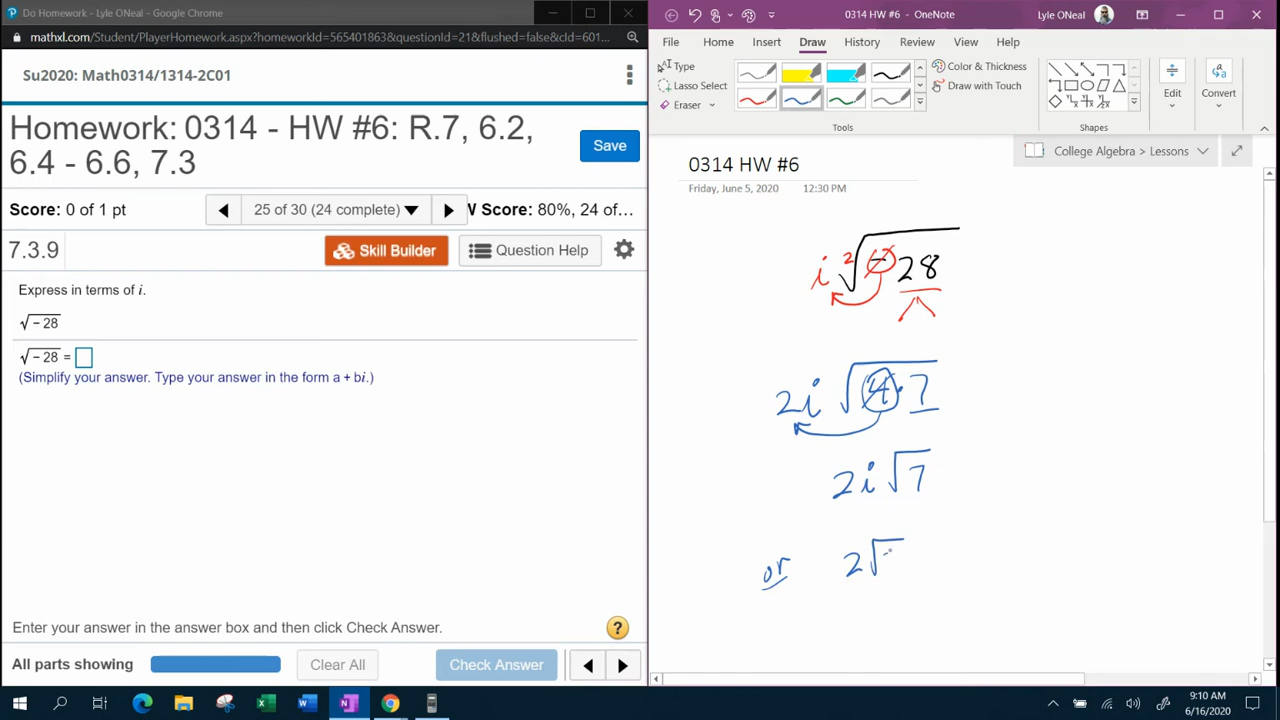 Do Homework - Lyle ONeal - Google Chrome
mathxl.com/Student/PlayerHomework.aspx?homeworkId=565401863&questionId=21&flushed=false&cId=601...
Su2020: Math0314/1314-2C01
Homework: 0314 - HW #6: R.7, 6.2,
6.4 - 6.6, 7.3
Save
Score: 0 of 1 pt
25 of 30 (24 complete)
W Score: 80%, 24 of...
7.3.9
Skill Builder
Question Help
Express in terms of i.
√-28
√-28 =
(Simplify your answer. Type your answer in the form a + bi.)
Enter your answer in the answer box and then click Check Answer.
?
All parts showing
Clear All
Check Answer
0314 HW #6 - OneNote
Lyle ONeal
File Home Insert Draw History Review View Help
Type
Lasso Select
Eraser
Color & Thickness
Draw with Touch
Edit
Convert
Tools
Shapes
College Algebra > Lessons
0314 HW #6
Friday, June 5, 2020 12:30 PM
i ²√-28
2i √4·7
2i √7
or 2√
9:10 AM
6/16/2020